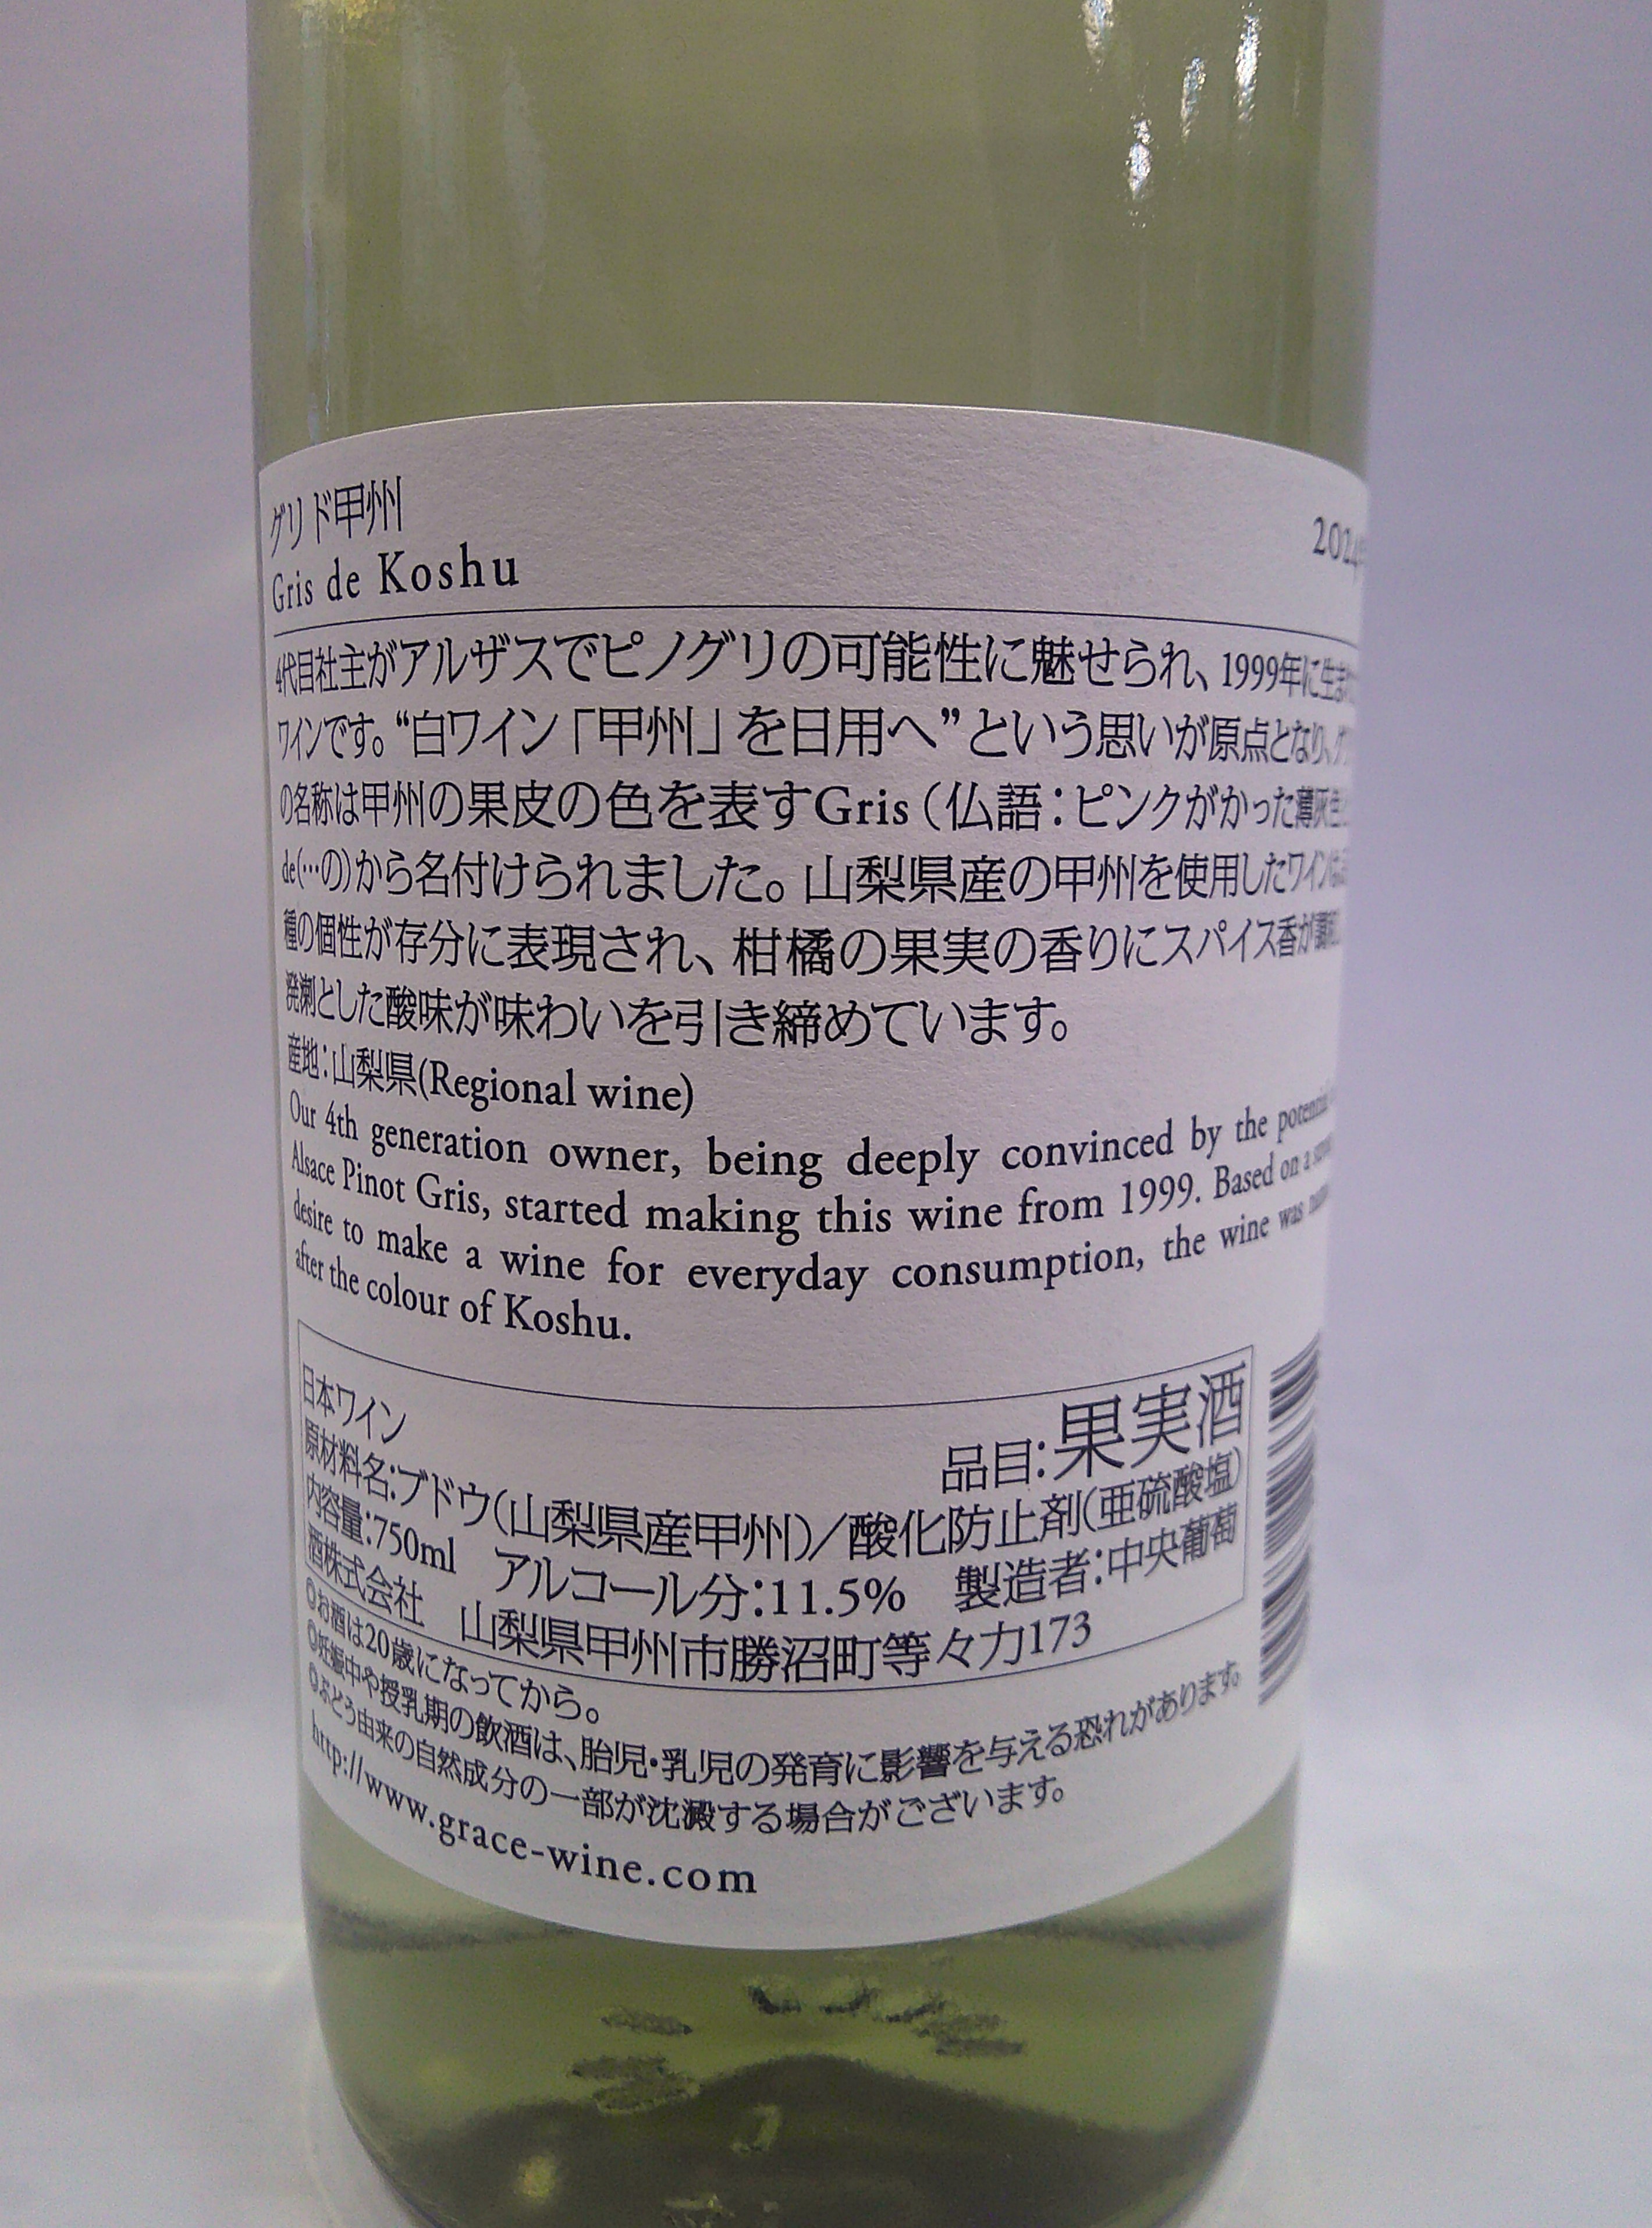 グリド甲州
Gris de Koshu
2024
4代目社主がアルザスでピノグリの可能性に魅せられ、1999年に生まれ
ワインです。“白ワイン「甲州」を日用へ”という思いが原点となり、グ
の名称は甲州の果皮の色を表すGris（仏語：ピンクがかった薄灰
de(…の)から名付けられました。山梨県産の甲州を使用したワインは
種の個性が存分に表現され、柑橘の果実の香りにスパイス香が調和
溌溂とした酸味が味わいを引き締めています。
産地：山梨県(Regional wine)
Our 4th generation owner, being deeply convinced by the potential
Alsace Pinot Gris, started making this wine from 1999. Based on a
desire to make a wine for everyday consumption, the wine was
after the colour of Koshu.
日本ワイン 品目：果実酒
原材料名：ブドウ(山梨県産甲州)／酸化防止剤(亜硫酸塩)
内容量：750ml アルコール分：11.5% 製造者：中央葡萄
酒株式会社 山梨県甲州市勝沼町等々力173
◎お酒は20歳になってから。
◎妊娠中や授乳期の飲酒は、胎児・乳児の発育に影響を与える恐れがあります。
◎ぶどう由来の自然成分の一部が沈澱する場合がございます。
http://www.grace-wine.com